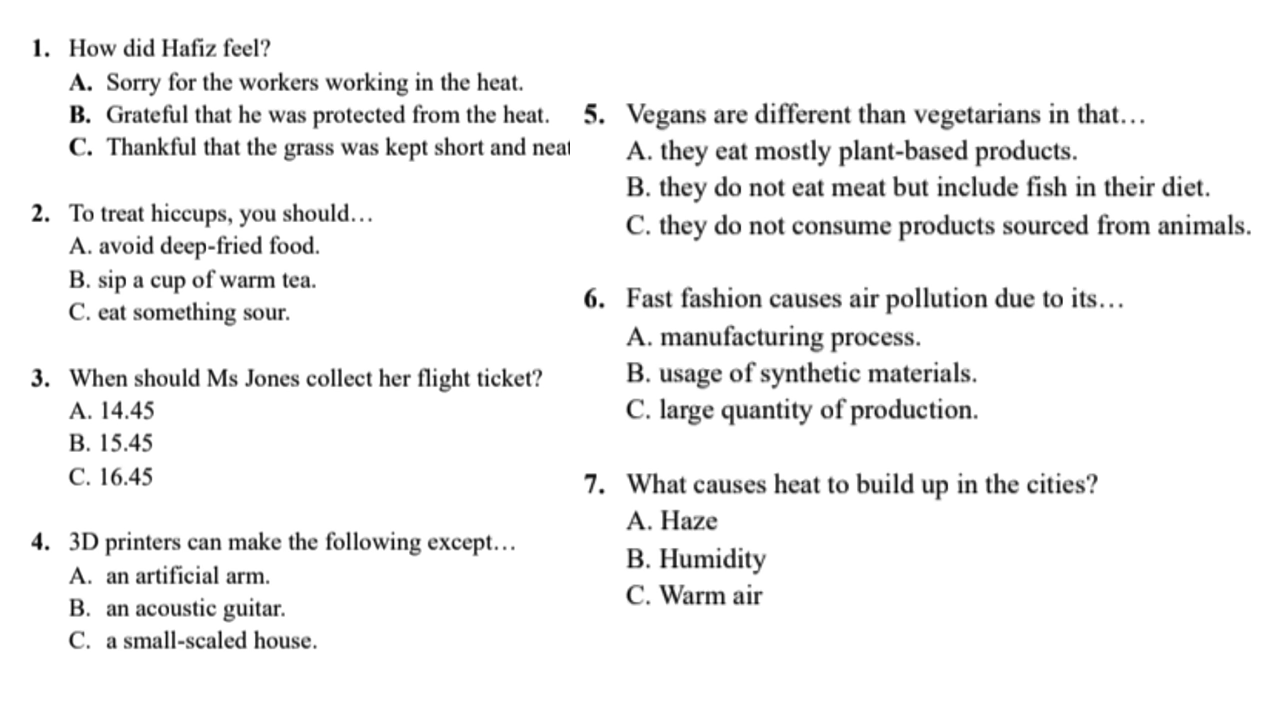 1. How did Hafiz feel?
A. Sorry for the workers working in the heat.
B. Grateful that he was protected from the heat.
C. Thankful that the grass was kept short and neat
2. To treat hiccups, you should…
A. avoid deep-fried food.
B. sip a cup of warm tea.
C. eat something sour.
3. When should Ms Jones collect her flight ticket?
A. 14.45
B. 15.45
C. 16.45
4. 3D printers can make the following except…
A. an artificial arm.
B. an acoustic guitar.
C. a small-scaled house.
5. Vegans are different than vegetarians in that…
A. they eat mostly plant-based products.
B. they do not eat meat but include fish in their diet.
C. they do not consume products sourced from animals.
6. Fast fashion causes air pollution due to its…
A. manufacturing process.
B. usage of synthetic materials.
C. large quantity of production.
7. What causes heat to build up in the cities?
A. Haze
B. Humidity
C. Warm air